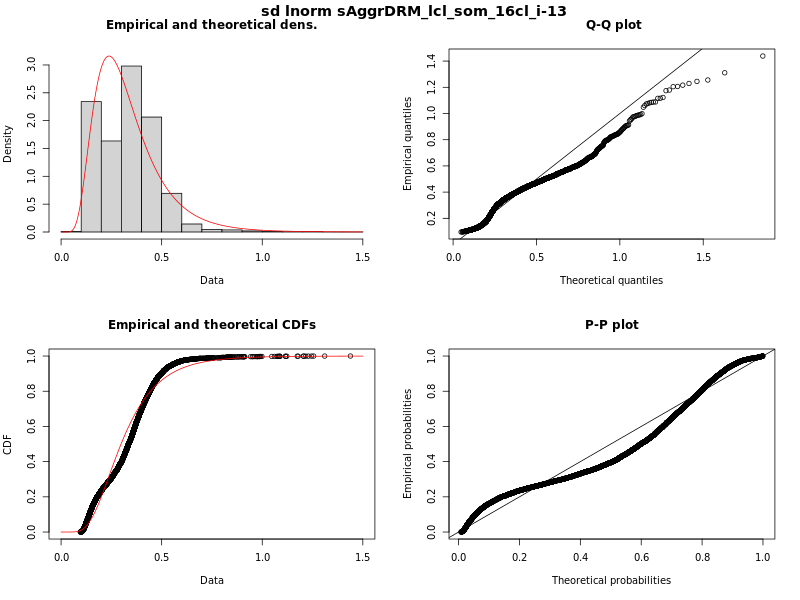 sd lnorm sAggrDRM_lcl_som_16cl_i-13
Empirical and theoretical dens.
Density
0.0 0.5 1.0 1.5 2.0 2.5 3.0
0.0 0.5 1.0 1.5
Data
Q-Q plot
Empirical quantiles
0.2 0.4 0.6 0.8 1.0 1.2 1.4
0.0 0.5 1.0 1.5
Theoretical quantiles
Empirical and theoretical CDFs
CDF
0.0 0.2 0.4 0.6 0.8 1.0
0.0 0.5 1.0 1.5
Data
P-P plot
Empirical probabilities
0.0 0.2 0.4 0.6 0.8 1.0
0.0 0.2 0.4 0.6 0.8 1.0
Theoretical probabilities